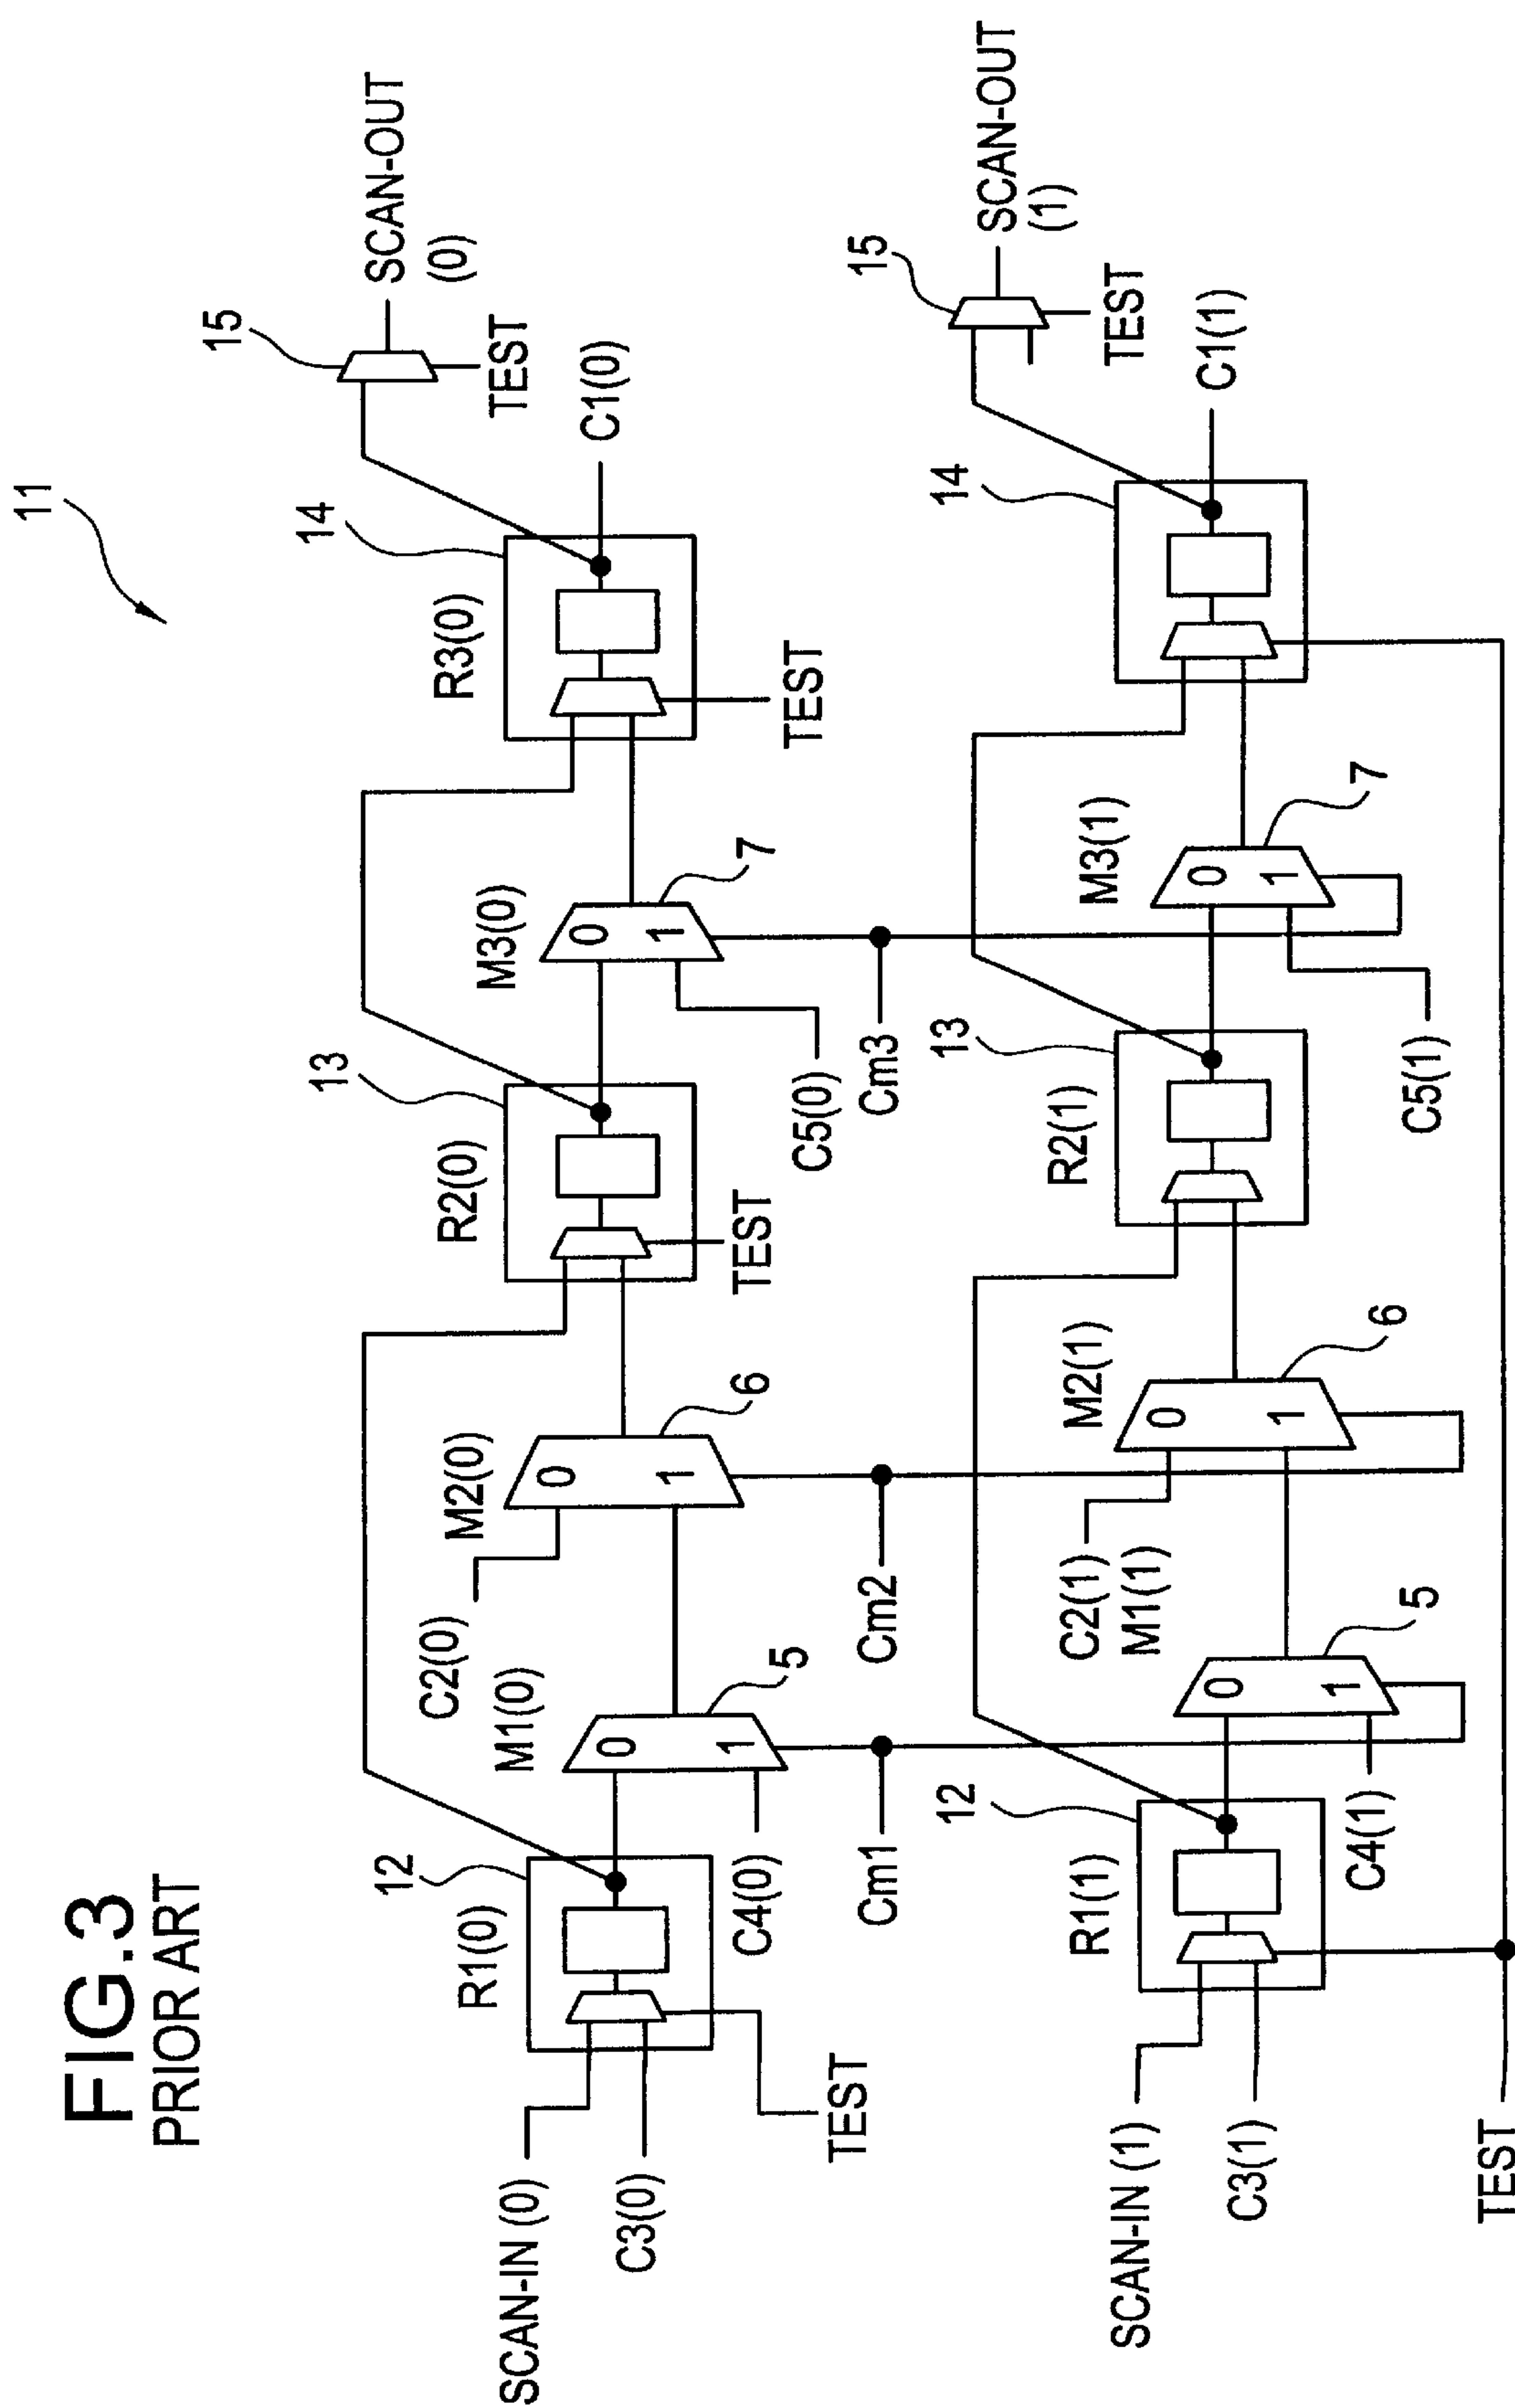 FIG.3
PRIOR ART
11
SCAN-OUT
(0)
15
TEST
C1(0)
14
R3(0)
TEST
M3(0)
7
C5(0)
Cm3
13
R2(0)
TEST
M2(0)
0
1
6
C2(0)
Cm2
M1(0)
0
1
5
C4(0)
Cm1
12
R1(0)
TEST
SCAN-IN (0)
C3(0)
0
1
SCAN-OUT
(1)
15
TEST
C1(1)
14
M3(1)
0
1
7
C5(1)
13
R2(1)
M2(1)
0
1
6
C2(1)
M1(1)
0
1
5
C4(1)
12
R1(1)
SCAN-IN (1)
C3(1)
TEST